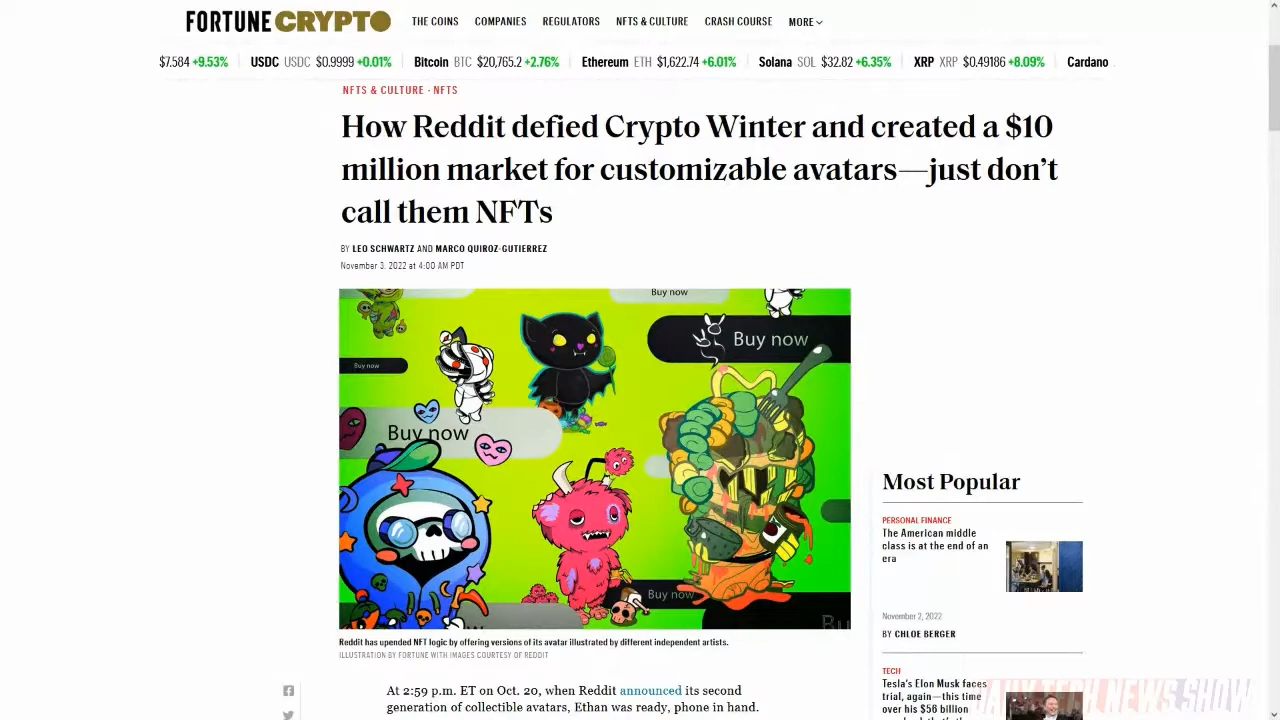 FORTUNE CRYPTO
THE COINS COMPANIES REGULATORS NFTS & CULTURE CRASH COURSE MORE
$7.584 +9.53% USDC USDC $0.9999 +0.01% Bitcoin BTC $20,765.2 +2.76% Ethereum ETH $1,622.74 +6.01% Solana SOL $32.82 +6.35% XRP XRP $0.49186 +8.09% Cardano
NFTS & CULTURE · NFTS
How Reddit defied Crypto Winter and created a $10
million market for customizable avatars—just don't
call them NFTs
BY LEO SCHWARTZ AND MARCO QUIROZ-GUTIERREZ
November 3, 2022 at 4:00 AM PDT
Buy now
Buy now
Buy now
Buy now
Buy now
Bu
Reddit has upended NFT logic by offering versions of its avatar illustrated by different independent artists.
ILLUSTRATION BY FORTUNE WITH IMAGES COURTESY OF REDDIT
At 2:59 p.m. ET on Oct. 20, when Reddit announced its second
generation of collectible avatars, Ethan was ready, phone in hand.
Most Popular
PERSONAL FINANCE
The American middle
class is at the end of an
era
November 2, 2022
BY CHLOE BERGER
TECH
Tesla's Elon Musk faces
trial, again—this time
over his $56 billion
DAILY TECH NEWS SHOW